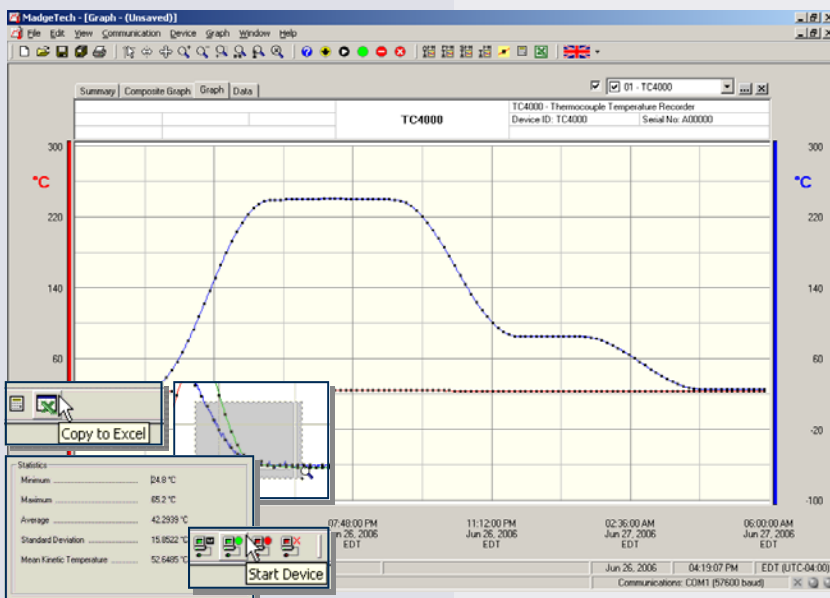 MadgeTech - [Graph - (Unsaved)]
File Edit View Communication Device Graph Window Help
Summary Composite Graph Graph Data
01 - TC4000
TC4000
TC4000 - Thermocouple Temperature Recorder
Device ID: TC4000 Serial No: A00000
300 300
°C °C
220 220
140 140
60 60
-20
-100
Copy to Excel
Statistics
Minimum 24.8 °C
Maximum 65.2 °C
Average 42.2939 °C
Standard Deviation 15.8522 °C
Mean Kinetic Temperature 52.6485 °C
Start Device
07:48:00 PM 11:12:00 PM 02:36:00 AM 06:00:00 AM
n 26, 2006 Jun 26, 2006 Jun 27, 2006 Jun 27, 2006
EDT EDT EDT EDT
Jun 26, 2006 04:19:07 PM EDT (UTC-04:00)
Communications: COM1 (57600 baud)